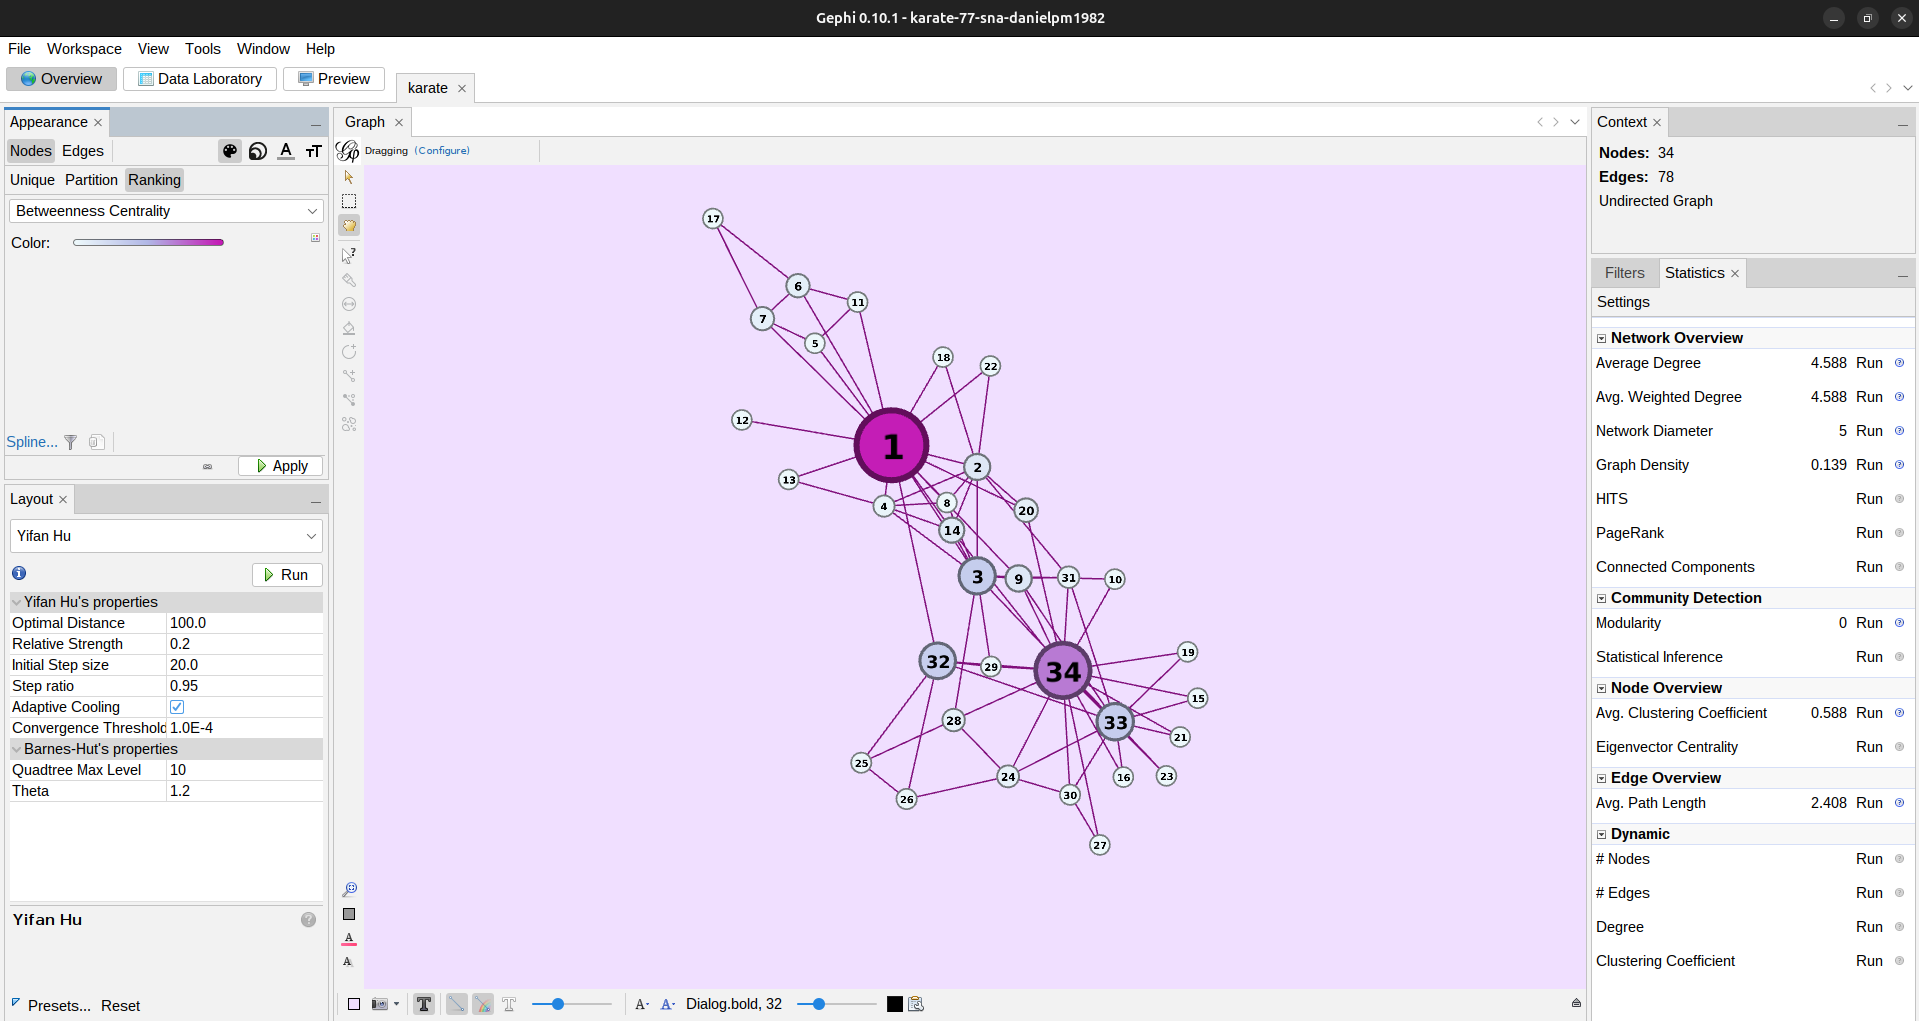 Gephi 0.10.1 - karate-77-sna-danielpm1982
File Workspace View Tools Window Help
Overview Data Laboratory Preview karate
Appearance
Nodes Edges
Unique Partition Ranking
Betweenness Centrality
Color:
Spline...
Apply
Layout
Yifan Hu
Run
Yifan Hu's properties
Optimal Distance 100.0
Relative Strength 0.2
Initial Step size 20.0
Step ratio 0.95
Adaptive Cooling
Convergence Threshold 1.0E-4
Barnes-Hut's properties
Quadtree Max Level 10
Theta 1.2
Yifan Hu
Presets... Reset
Graph
Dragging (Configure)
17
6
11
7
5
18
22
12
1
2
13
4
8
20
14
3
9
31
10
32
29
34
19
15
28
33
21
25
24
16
23
26
30
27
Dialog.bold, 32
Context
Nodes: 34
Edges: 78
Undirected Graph
Filters Statistics
Settings
Network Overview
Average Degree 4.588 Run
Avg. Weighted Degree 4.588 Run
Network Diameter 5 Run
Graph Density 0.139 Run
HITS Run
PageRank Run
Connected Components Run
Community Detection
Modularity 0 Run
Statistical Inference Run
Node Overview
Avg. Clustering Coefficient 0.588 Run
Eigenvector Centrality Run
Edge Overview
Avg. Path Length 2.408 Run
Dynamic
# Nodes Run
# Edges Run
Degree Run
Clustering Coefficient Run